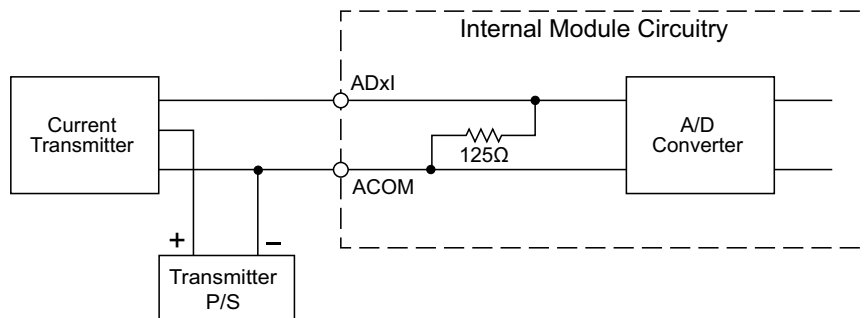 Internal Module Circuitry
ADxI
Current
Transmitter
125Ω
A/D
Converter
ACOM
+
–
Transmitter
P/S